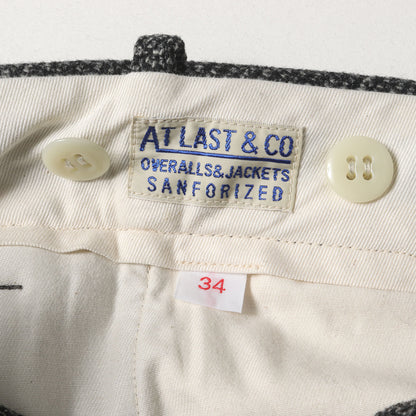 AT LAST & CO
OVERALLS&JACKETS
SANFORIZED
34